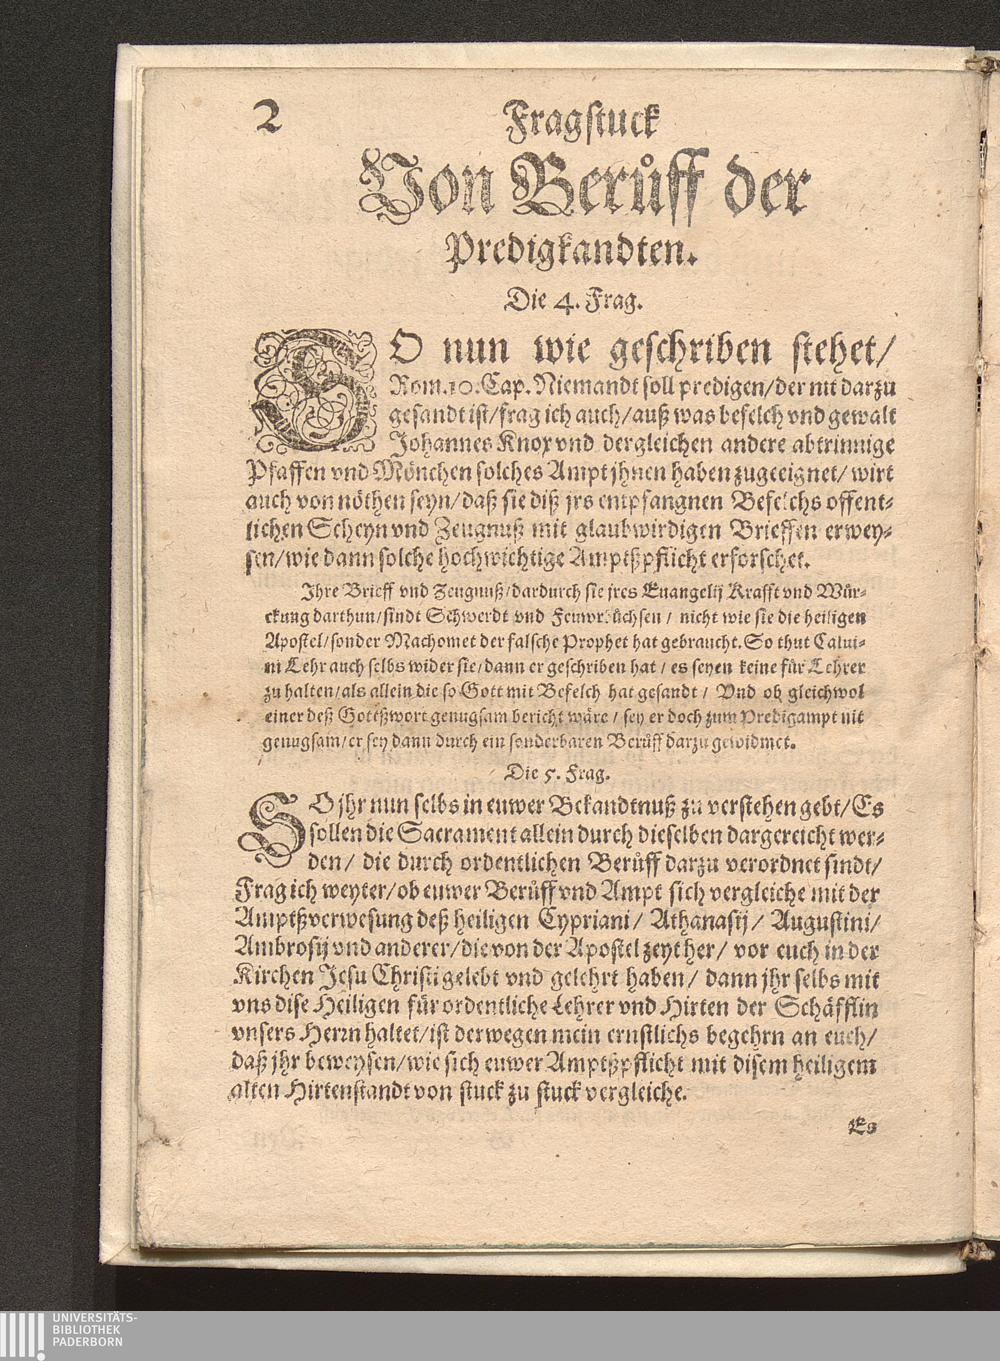 2 Fragstuck
Von Berůff der
Predigkandten.
Die 4. Frag.
SO nun wie geschriben stehet/
Rom. 10. Cap. Niemandt soll predigen/ der nit darzu
gesandt ist/ frag ich auch/ auß was befelch vnd gewalt
Johannes Knox vnd dergleichen andere abtrinnige
Pfaffen vnd Mönchen solches Ampt jhnen haben zugeeignet/ wirt
auch von nöthen seyn/ daß sie diß jrs empfangnen Befelchs offent-
lichen Scheyn vnd Zeugnuß mit glaubwirdigen Brieffen erwey-
sen/ wie dann solche hochwichtige Amptßpflicht erforschet.
Ihre Brieff vnd Zeugnuß/ dardurch sie jres Euangelij Krafft vnd Wür-
ckung darthun/ sindt Schwerdt vnd Fewrbüchsen/ nicht wie sie die heiligen
Apostel/ sonder Machomet der falsche Prophet hat gebraucht. So thut Calui-
ni Lehr auch selbs wider sie/ dann er geschriben hat/ es seyen keine für Lehrer
zu halten/ als allein die so Gott mit Befelch hat gesandt/ Vnd ob gleichwol
einer deß Gottßwort genugsam bericht wäre/ sey er doch zum Predigampt nit
genugsam/ er sey dann durch ein sonderbaren Berůff darzu gewidmet.
Die 5. Frag.
SO jhr nun selbs in euwer Bekandtnuß zu verstehen gebt/ Es
sollen die Sacrament allein durch dieselben dargereicht wer-
den/ die durch ordentlichen Berůff darzu verordnet sindt/
Frag ich weyter/ ob euwer Berůff vnd Ampt sich vergleiche mit der
Amptßverwesung deß heiligen Cypriani/ Athanasij/ Augustini/
Ambrosij vnd anderer/ die von der Apostel zeyt her/ vor euch in der
Kirchen Jesu Christi gelebt vnd gelehrt haben/ dann jhr selbs mit
vns dise Heiligen für ordentliche Lehrer vnd Hirten der Schäfflin
vnsers Herrn haltet/ ist derwegen mein ernstlichs begehrn an euch/
daß jhr beweysen/ wie sich euwer Amptßpflicht mit disem heiligem
alten Hirtenstandt von stuck zu stuck vergleiche.
Es
UNIVERSITÄTS-
BIBLIOTHEK
PADERBORN